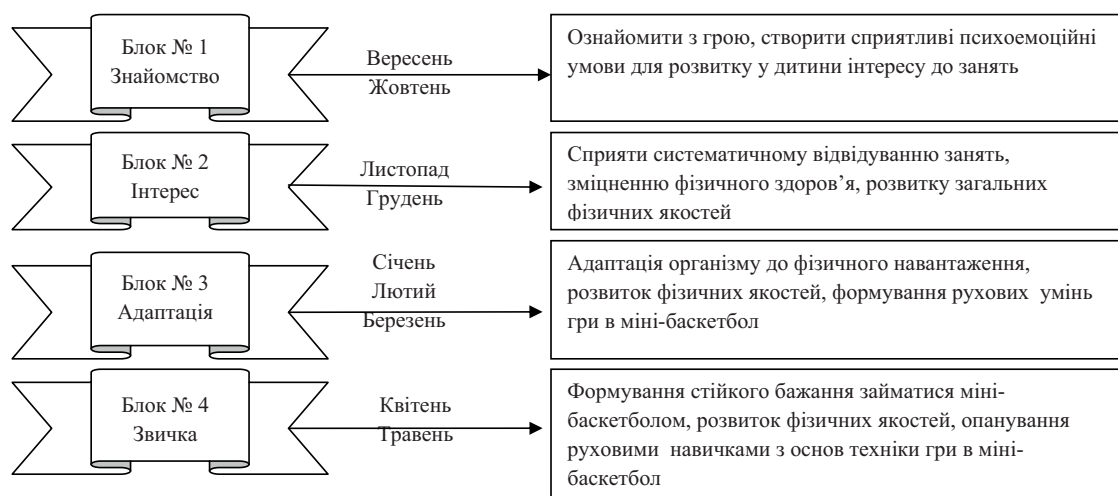 Блок № 1
Знайомство
Вересень
Жовтень
Ознайомити з грою, створити сприятливі психоемоційні
умови для розвитку у дитини інтересу до занять
Блок № 2
Інтерес
Листопад
Грудень
Сприяти систематичному відвідуванню занять,
зміцненню фізичного здоров’я, розвитку загальних
фізичних якостей
Блок № 3
Адаптація
Січень
Лютий
Березень
Адаптація організму до фізичного навантаження,
розвиток фізичних якостей, формування рухових умінь
гри в міні-баскетбол
Блок № 4
Звичка
Квітень
Травень
Формування стійкого бажання займатися міні-
баскетболом, розвиток фізичних якостей, опанування
руховими навичками з основ техніки гри в міні-
баскетбол